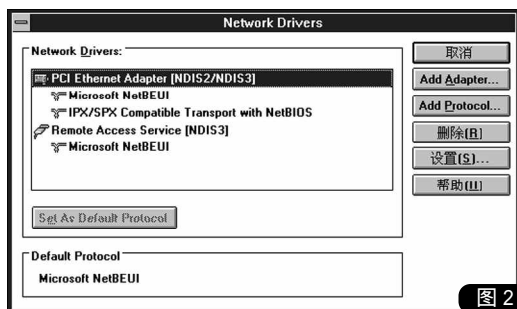 Network Drivers
Network Drivers:
PCI Ethernet Adapter [NDIS2/NDIS3]
Microsoft NetBEUI
IPX/SPX Compatible Transport with NetBIOS
Remote Access Service [NDIS3]
Microsoft NetBEUI
Set As Default Protocol
Default Protocol
Microsoft NetBEUI
取消
Add Adapter...
Add Protocol...
删除[R]
设置[S]...
帮助[U]
图 2